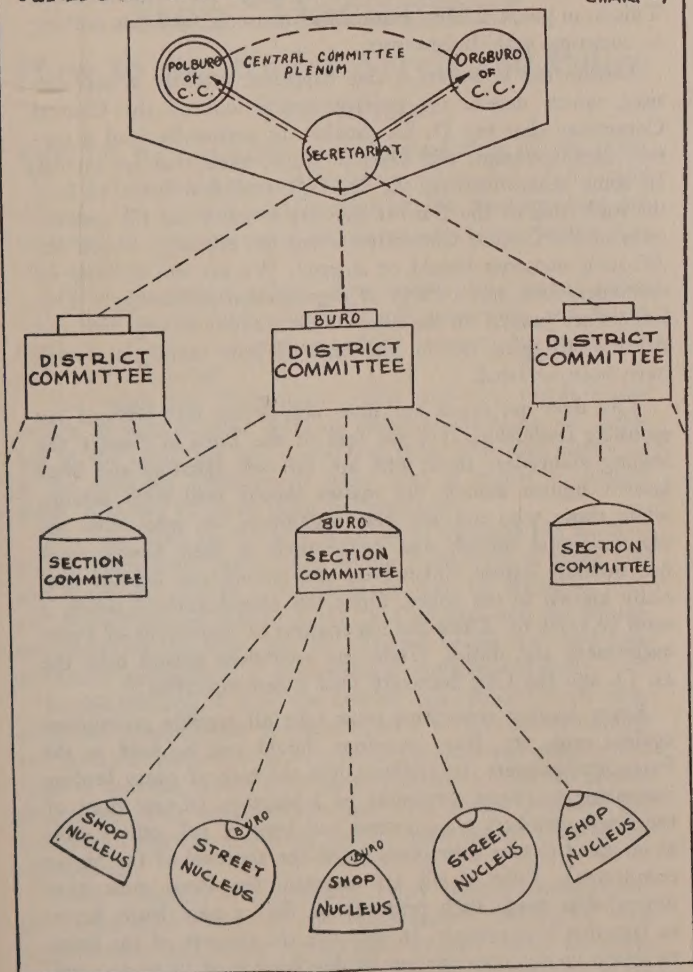 CHART 1
POLBURO
of
C.C.
CENTRAL COMMITTEE
PLENUM
ORGBURO
OF
C.C.
SECRETARIAT.
DISTRICT
COMMITTEE
BURO
DISTRICT
COMMITTEE
DISTRICT
COMMITTEE
SECTION
COMMITTEE
BURO
SECTION
COMMITTEE
SECTION
COMMITTEE
SHOP
NUCLEUS
BURO
STREET
NUCLEUS
BURO
SHOP
NUCLEUS
STREET
NUCLEUS
SHOP
NUCLEUS